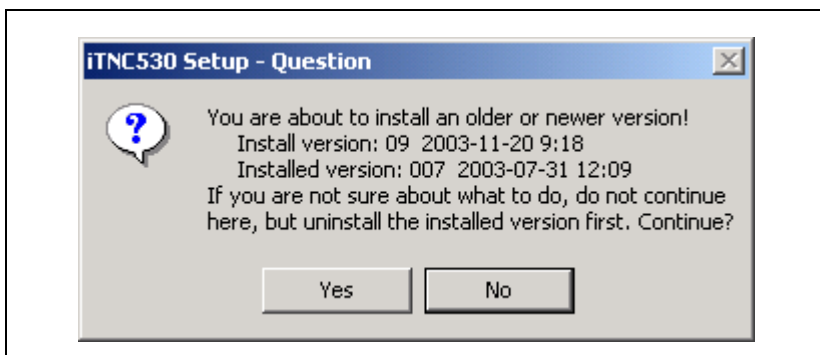 iTNC530 Setup - Question
?
You are about to install an older or newer version!
Install version: 09 2003-11-20 9:18
Installed version: 007 2003-07-31 12:09
If you are not sure about what to do, do not continue
here, but uninstall the installed version first. Continue?
Yes No